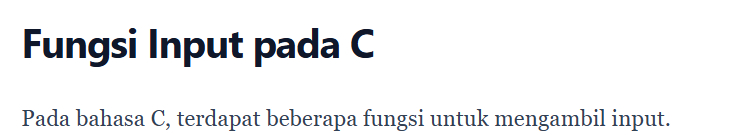 Fungsi Input pada C
Pada bahasa C, terdapat beberapa fungsi untuk mengambil input.